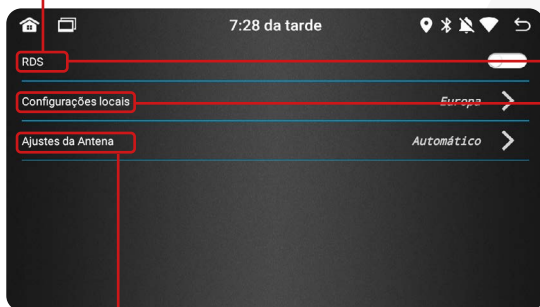 7:28 da tarde
RDS
Configurações locais
Europa
Ajustes da Antena
Automático